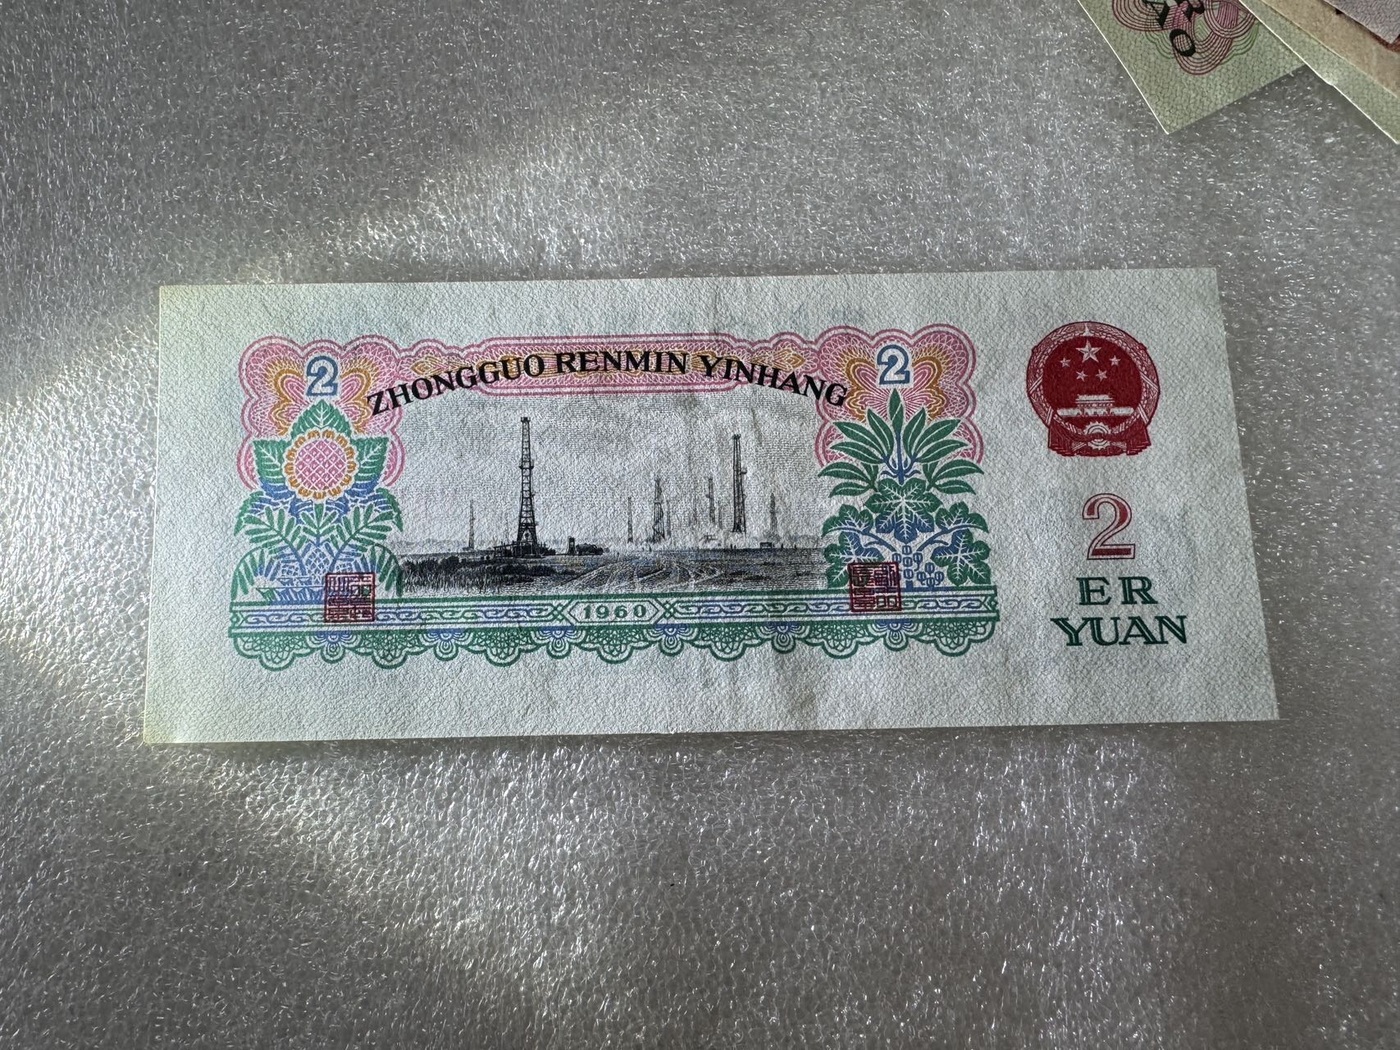 2
ZHONGGUO RENMIN YINHANG
2
1960
2
ER
YUAN